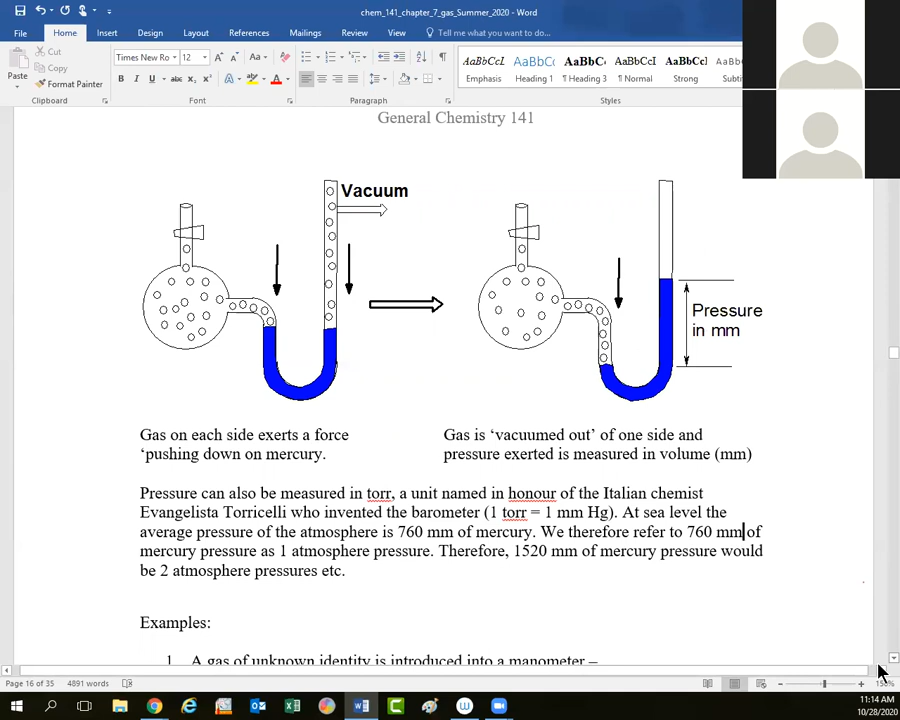 chem_141_chapter_7_gas_Summer_2020 - Word
File Home Insert Design Layout References Mailings Review View Tell me what you want to do...
Paste
Cut
Copy
Format Painter
Clipboard
Times New Ro 12
Font
Paragraph
AaBbCcL Emphasis
AaBbCc Heading 1
AaBbC ¶ Heading 3
AaBbCcI ¶ Normal
AaBbCcl Strong
AaBbCcD Subtit
Styles
General Chemistry 141
Vacuum
Pressure
in mm
Gas on each side exerts a force
‘pushing down on mercury.
Gas is ‘vacuumed out’ of one side and
pressure exerted is measured in volume (mm)
Pressure can also be measured in torr, a unit named in honour of the Italian chemist
Evangelista Torricelli who invented the barometer (1 torr = 1 mm Hg). At sea level the
average pressure of the atmosphere is 760 mm of mercury. We therefore refer to 760 mm of
mercury pressure as 1 atmosphere pressure. Therefore, 1520 mm of mercury pressure would
be 2 atmosphere pressures etc.
Examples:
1. A gas of unknown identity is introduced into a manometer –
Page 16 of 35 4891 words
11:14 AM
10/28/2020